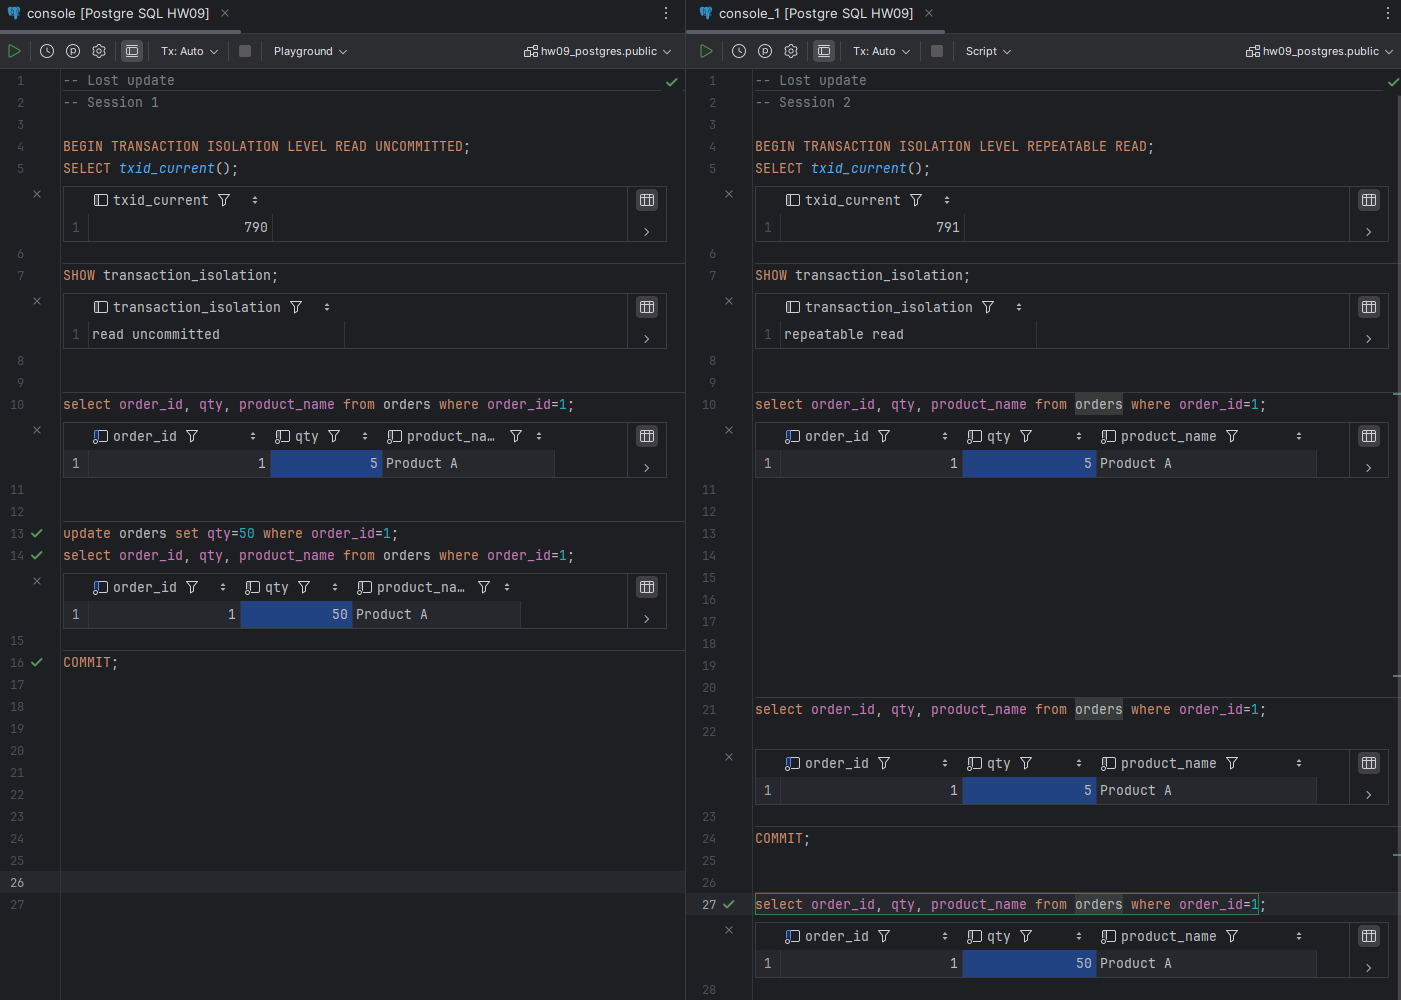 console [Postgre SQL HW09]
Tx: Auto
Playground
hw09_postgres.public
1 -- Lost update
2 -- Session 1
3
4 BEGIN TRANSACTION ISOLATION LEVEL READ UNCOMMITTED;
5 SELECT txid_current();
txid_current
1 790
6
7 SHOW transaction_isolation;
transaction_isolation
1 read uncommitted
8
9
10 select order_id, qty, product_name from orders where order_id=1;
order_id qty product_na…
1 1 5 Product A
11
12
13 update orders set qty=50 where order_id=1;
14 select order_id, qty, product_name from orders where order_id=1;
order_id qty product_na…
1 1 50 Product A
15
16 COMMIT;
17
18
19
20
21
22
23
24
25
26
27
console_1 [Postgre SQL HW09]
Tx: Auto
Script
hw09_postgres.public
1 -- Lost update
2 -- Session 2
3
4 BEGIN TRANSACTION ISOLATION LEVEL REPEATABLE READ;
5 SELECT txid_current();
txid_current
1 791
6
7 SHOW transaction_isolation;
transaction_isolation
1 repeatable read
8
9
10 select order_id, qty, product_name from orders where order_id=1;
order_id qty product_name
1 1 5 Product A
11
12
13
14
15
16
17
18
19
20
21 select order_id, qty, product_name from orders where order_id=1;
22
order_id qty product_name
1 1 5 Product A
23
24 COMMIT;
25
26
27 select order_id, qty, product_name from orders where order_id=1;
order_id qty product_name
1 1 50 Product A
28